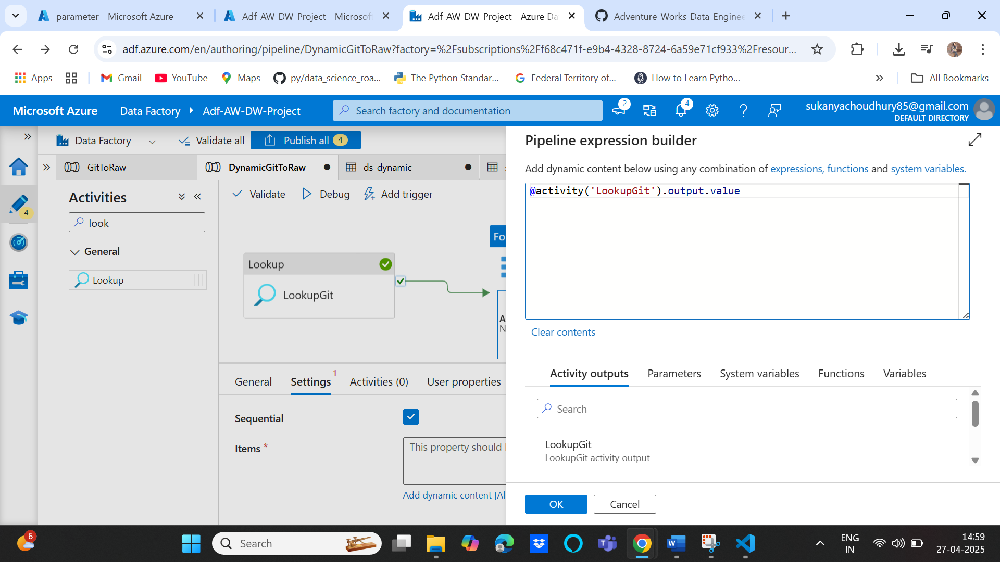 parameter - Microsoft Azure
Adf-AW-DW-Project - Microsoft
Adf-AW-DW-Project - Azure Da
Adventure-Works-Data-Enginee
adf.azure.com/en/authoring/pipeline/DynamicGitToRaw?factory=%2Fsubscriptions%2Ff68c471f-e9b4-4328-8724-6a59e71cf933%2Fresour...
Apps
Gmail
YouTube
Maps
py/data_science_roa...
The Python Standar...
Federal Territory of...
How to Learn Pytho...
All Bookmarks
Microsoft Azure
Data Factory
Adf-AW-DW-Project
Search factory and documentation
2
4
sukanyachoudhury85@gmail.com
DEFAULT DIRECTORY
Data Factory
Validate all
Publish all 4
GitToRaw
DynamicGitToRaw
ds_dynamic
s
4
Activities
look
General
Lookup
Validate
Debug
Add trigger
Lookup
LookupGit
Fo
A
N
General
Settings 1
Activities (0)
User properties
Sequential
Items *
This property should
Add dynamic content [Al
Pipeline expression builder
Add dynamic content below using any combination of expressions, functions and system variables.
@activity('LookupGit').output.value
Clear contents
Activity outputs
Parameters
System variables
Functions
Variables
Search
LookupGit
LookupGit activity output
OK
Cancel
6
Search
ENG
IN
14:59
27-04-2025